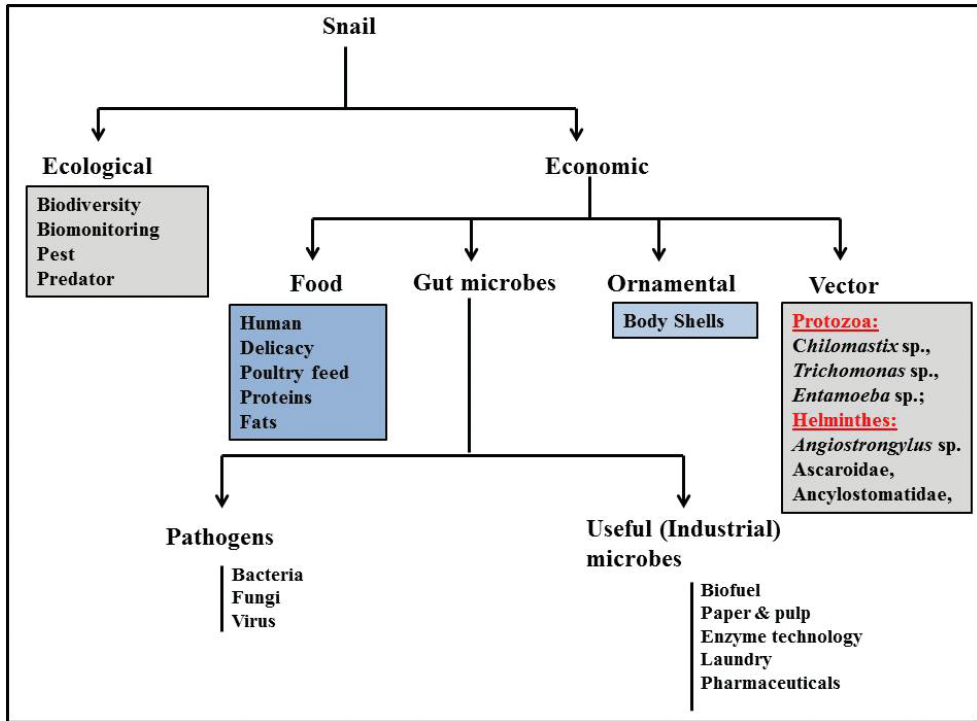 Snail
Ecological
Biodiversity
Biomonitoring
Pest
Predator
Economic
Food
Human
Delicacy
Poultry feed
Proteins
Fats
Gut microbes
Ornamental
Body Shells
Vector
Protozoa:
Chilomastix sp.,
Trichomonas sp.,
Entamoeba sp.;
Helminthes:
Angiostrongylus sp.
Ascaroidae,
Ancylostomatidae,
Pathogens
Bacteria
Fungi
Virus
Useful (Industrial)
microbes
Biofuel
Paper & pulp
Enzyme technology
Laundry
Pharmaceuticals